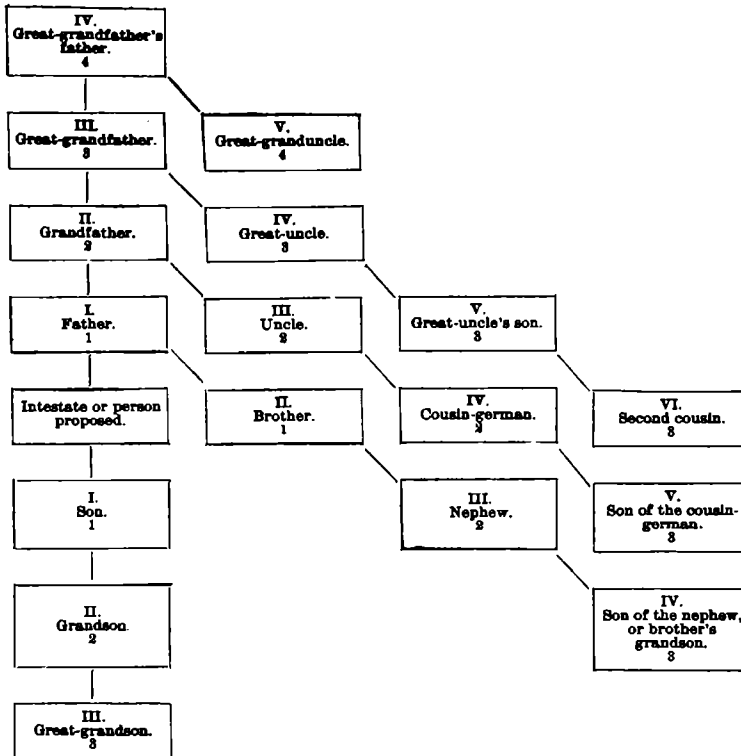 IV.
Great-grandfather's
father.
4
III.
Great-grandfather.
3
V.
Great-granduncle.
4
II.
Grandfather.
2
IV.
Great-uncle.
3
I.
Father.
1
III.
Uncle.
2
V.
Great-uncle's son.
3
Intestate or person
proposed.
II.
Brother.
1
IV.
Cousin-german.
2
VI.
Second cousin.
3
I.
Son.
1
III.
Nephew.
2
V.
Son of the cousin-
german.
3
II.
Grandson
2
IV.
Son of the nephew,
or brother's
grandson.
3
III.
Great-grandson.
3